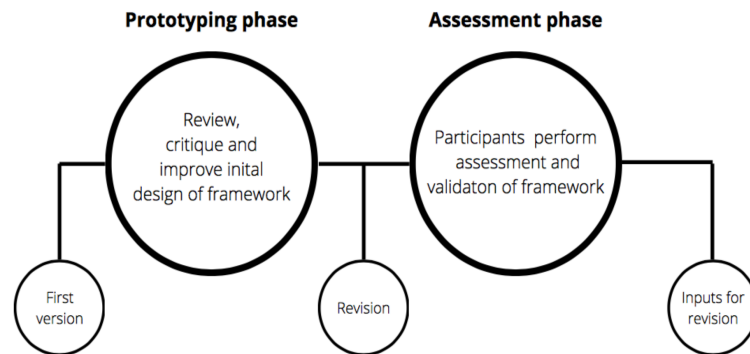 Prototyping phase
Assessment phase
Review,
critique and
improve inital
design of framework
Participants perform
assessment and
validaton of framework
First
version
Revision
Inputs for
revision